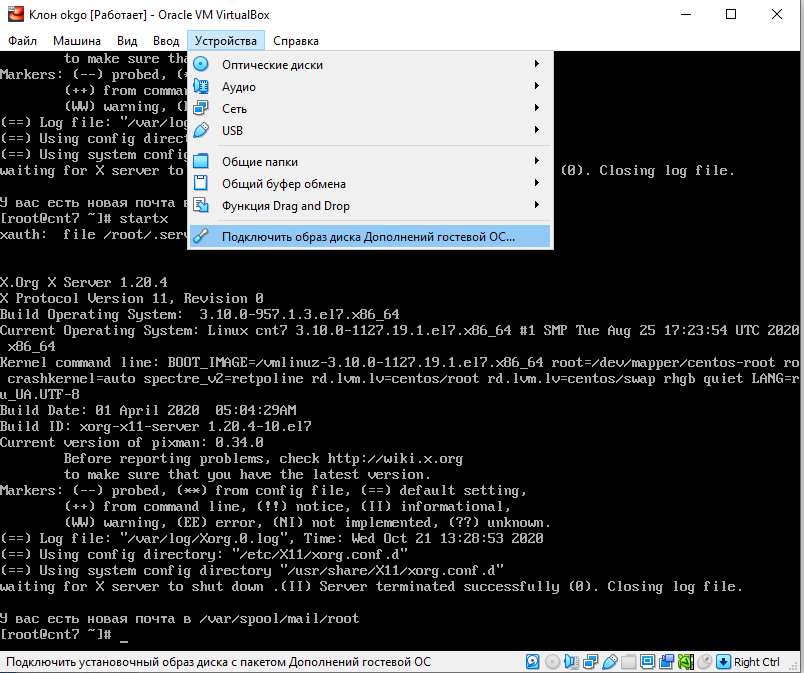 Клон okgo [Работает] - Oracle VM VirtualBox
Файл Машина Вид Ввод Устройства Справка
to make sure tha
Markers: (--) probed, (*
(++) from comma
(WW) warning, (
(==) Log file: "/var/log
(==) Using config direct
(==) Using system config
waiting for X server to (0). Closing log file.
У вас есть новая почта в
[root@cnt7 ~]# startx
xauth: file /root/.serv
Оптические диски
Аудио
Сеть
USB
Общие папки
Общий буфер обмена
Функция Drag and Drop
Подключить образ диска Дополнений гостевой ОС...
X.Org X Server 1.20.4
X Protocol Version 11, Revision 0
Build Operating System: 3.10.0-957.1.3.el7.x86_64
Current Operating System: Linux cnt7 3.10.0-1127.19.1.el7.x86_64 #1 SMP Tue Aug 25 17:23:54 UTC 2020
x86_64
Kernel command line: BOOT_IMAGE=/vmlinuz-3.10.0-1127.19.1.el7.x86_64 root=/dev/mapper/centos-root ro
crashkernel=auto spectre_v2=retpoline rd.lvm.lv=centos/root rd.lvm.lv=centos/swap rhgb quiet LANG=r
u_UA.UTF-8
Build Date: 01 April 2020 05:04:29AM
Build ID: xorg-x11-server 1.20.4-10.el7
Current version of pixman: 0.34.0
Before reporting problems, check http://wiki.x.org
to make sure that you have the latest version.
Markers: (--) probed, (**) from config file, (==) default setting,
(++) from command line, (!!) notice, (II) informational,
(WW) warning, (EE) error, (NI) not implemented, (??) unknown.
(==) Log file: "/var/log/Xorg.0.log", Time: Wed Oct 21 13:28:53 2020
(==) Using config directory: "/etc/X11/xorg.conf.d"
(==) Using system config directory "/usr/share/X11/xorg.conf.d"
waiting for X server to shut down .(II) Server terminated successfully (0). Closing log file.
У вас есть новая почта в /var/spool/mail/root
[root@cnt7 ~]# _
Подключить установочный образ диска с пакетом Дополнений гостевой ОС
Right Ctrl